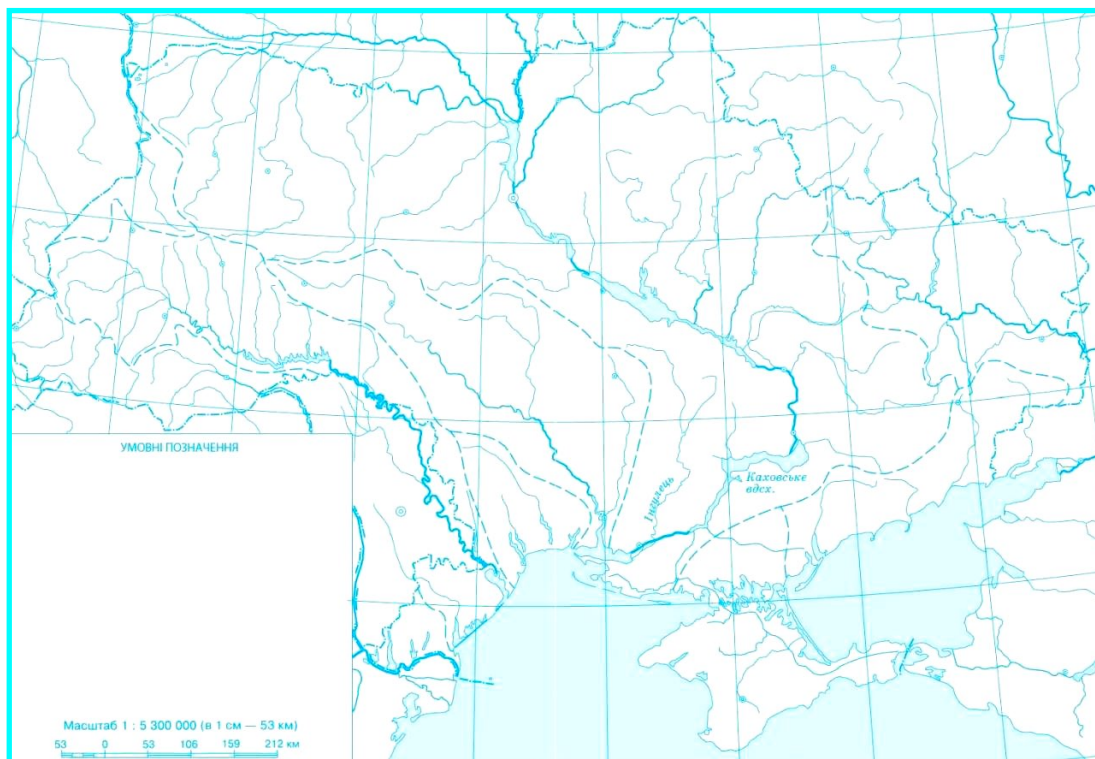 Інгулець
Каховське
вдсх.
УМОВНІ ПОЗНАЧЕННЯ
Масштаб 1 : 5 300 000 (в 1 см — 53 км)
53 0 53 106 159 212 км